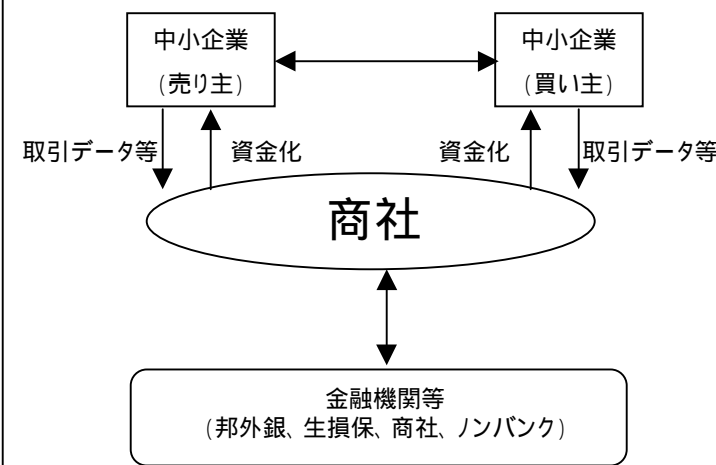 中小企業
(売り主)
中小企業
(買い主)
取引データ等
資金化
資金化
取引データ等
商社
金融機関等
(邦外銀、生損保、商社、ノンバンク)